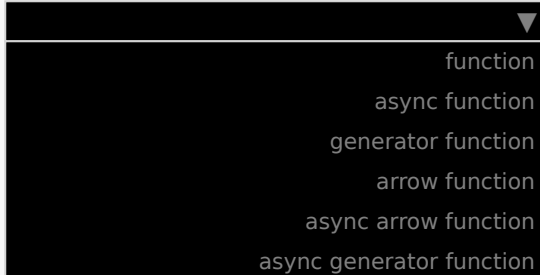 function
async function
generator function
arrow function
async arrow function
async generator function